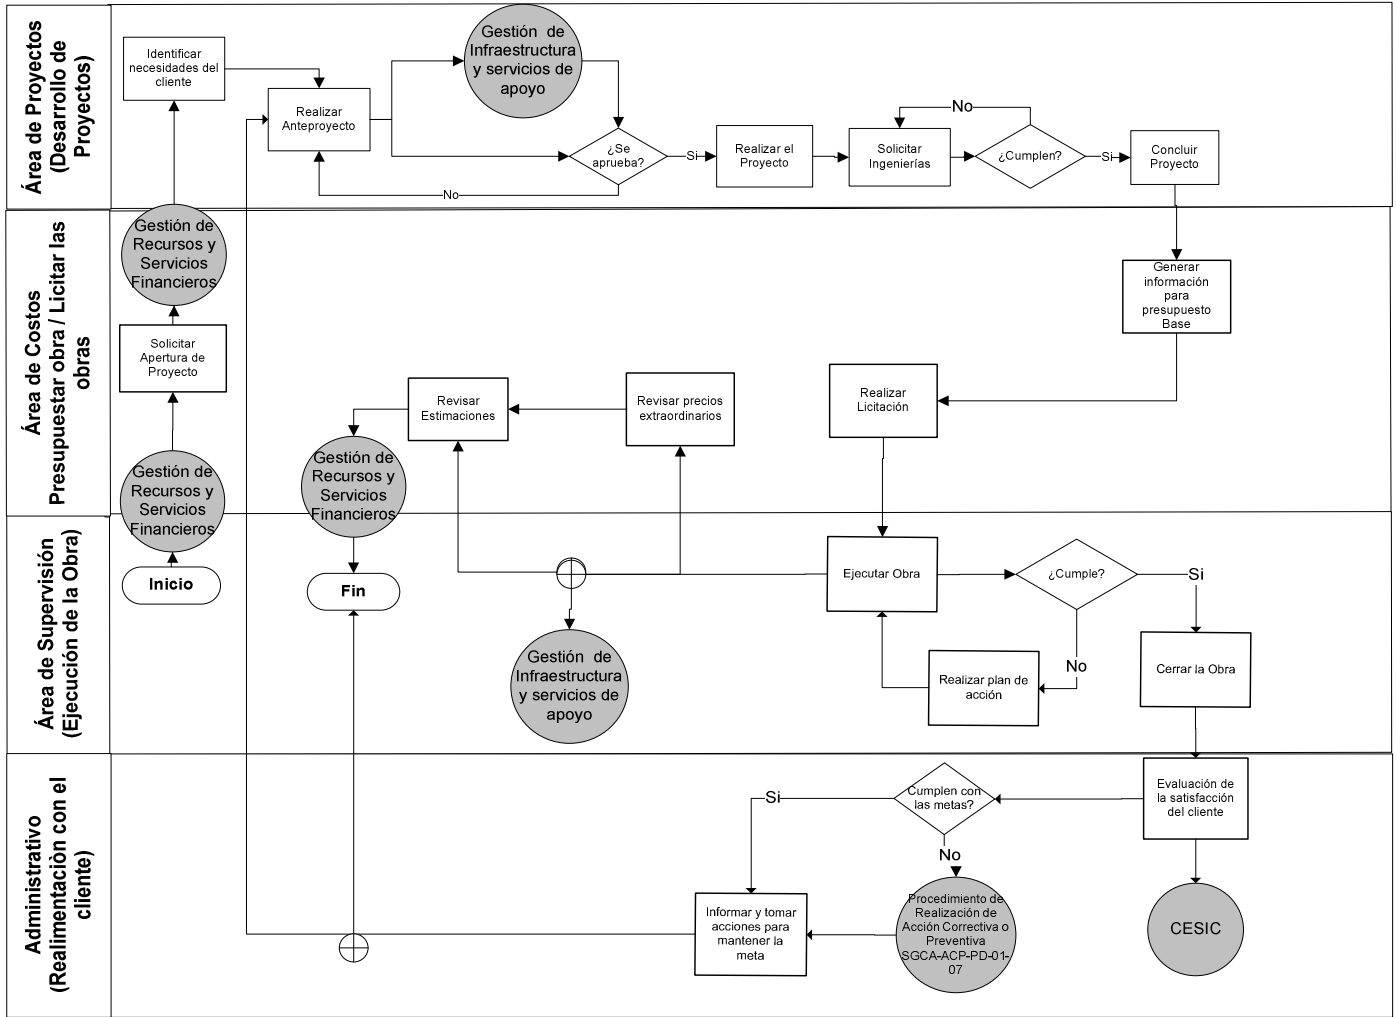 Área de Proyectos
(Desarrollo de
Proyectos)
Identificar
necesidades del
cliente
Realizar
Anteproyecto
Gestión  de
Infraestructura
y servicios de
apoyo
¿Se
aprueba?
Si
No
Realizar el
Proyecto
Solicitar
Ingenierías
No
¿Cumplen?
Si
Concluir
Proyecto
Área de Costos
Presupuestar obra / Licitar las
obras
Gestión de
Recursos y
Servicios
Financieros
Solicitar
Apertura de
Proyecto
Gestión de
Recursos y
Servicios
Financieros
Gestión de
Recursos y
Servicios
Financieros
Revisar
Estimaciones
Revisar precios
extraordinarios
Realizar
Licitación
Generar
información
para
presupuesto
Base
Área de Supervisión
(Ejecución de la Obra)
Inicio
Fin
Gestión  de
Infraestructura
y servicios de
apoyo
Ejecutar Obra
¿Cumple?
Si
No
Realizar plan de
acción
Cerrar la Obra
Administrativo
(Realimentaciòn con el
cliente)
Si
Cumplen con
las metas?
No
Evaluación de
la satisfacción
del cliente
Informar y tomar
acciones para
mantener la
meta
Procedimiento de
Realización de
Acción Correctiva o
Preventiva
SGCA-ACP-PD-01-
07
CESIC